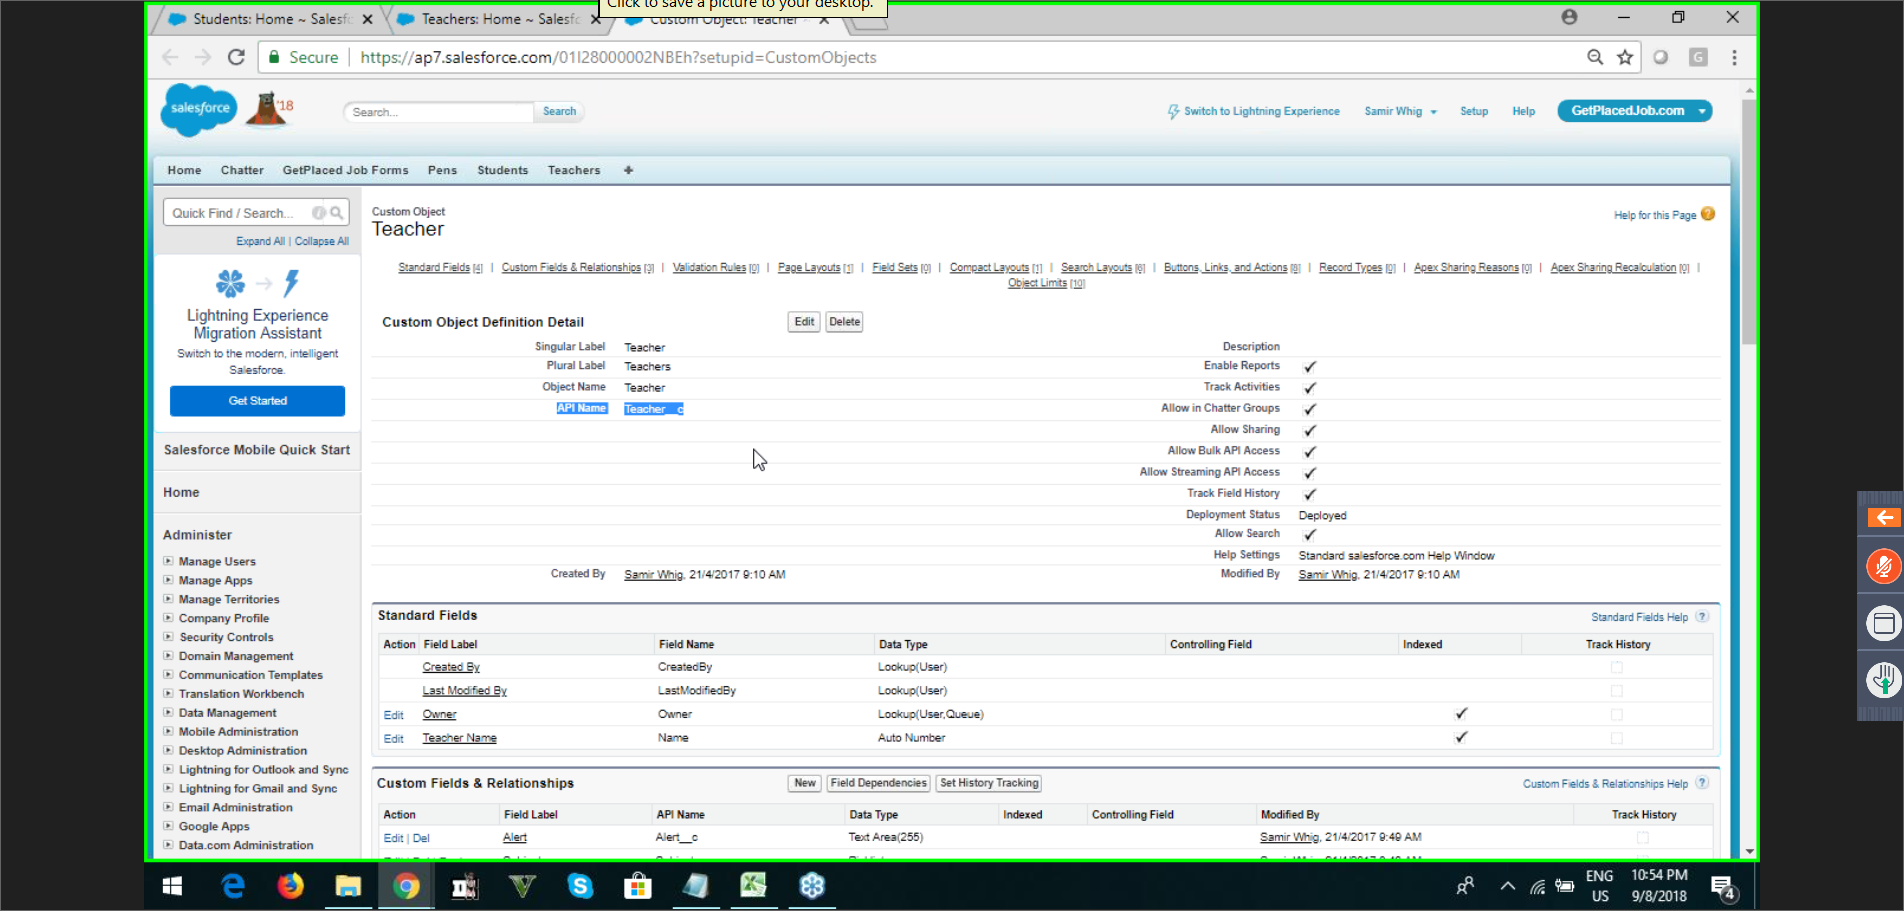 Click to save a picture to your desktop.
Students: Home ~ Salesfc
Teachers: Home ~ Salesfc
Custom Object: Teacher ~
Secure
https://ap7.salesforce.com/01I28000002NBEh?setupid=CustomObjects
G
salesforce
'18
Search...
Search
Switch to Lightning Experience
Samir Whig
Setup
Help
GetPlacedJob.com
Home
Chatter
GetPlaced Job Forms
Pens
Students
Teachers
+
Quick Find / Search...
Expand All | Collapse All
Lightning Experience
Migration Assistant
Switch to the modern, intelligent
Salesforce.
Get Started
Salesforce Mobile Quick Start
Home
Administer
Manage Users
Manage Apps
Manage Territories
Company Profile
Security Controls
Domain Management
Communication Templates
Translation Workbench
Data Management
Mobile Administration
Desktop Administration
Lightning for Outlook and Sync
Lightning for Gmail and Sync
Email Administration
Google Apps
Data.com Administration
Custom Object
Teacher
Help for this Page
Standard Fields [4] | Custom Fields & Relationships [3] | Validation Rules [0] | Page Layouts [1] | Field Sets [0] | Compact Layouts [1] | Search Layouts [6] | Buttons, Links, and Actions [8] | Record Types [0] | Apex Sharing Reasons [0] | Apex Sharing Recalculation [0] |
Object Limits [10]
Custom Object Definition Detail
Edit
Delete
Singular Label Teacher Description
Plural Label Teachers Enable Reports
Object Name Teacher Track Activities
API Name Teacher__c Allow in Chatter Groups
Allow Sharing
Allow Bulk API Access
Allow Streaming API Access
Track Field History
Deployment Status Deployed
Allow Search
Help Settings Standard salesforce.com Help Window
Created By Samir Whig, 21/4/2017 9:10 AM Modified By Samir Whig, 21/4/2017 9:10 AM
Standard Fields
Standard Fields Help ?
Action Field Label Field Name Data Type Controlling Field Indexed Track History
Created By CreatedBy Lookup(User)
Last Modified By LastModifiedBy Lookup(User)
Edit Owner Owner Lookup(User,Queue)
Edit Teacher Name Name Auto Number
Custom Fields & Relationships
New
Field Dependencies
Set History Tracking
Custom Fields & Relationships Help ?
Action Field Label API Name Data Type Indexed Controlling Field Modified By Track History
Edit | Del Alert Alert__c Text Area(255) Samir Whig, 21/4/2017 9:49 AM
ENG
US
10:54 PM
9/8/2018
4